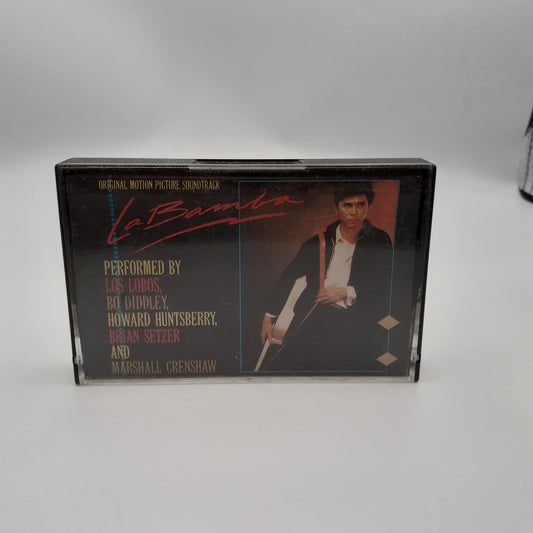 ORIGINAL MOTION PICTURE SOUNDTRACK
La Bamba
PERFORMED BY
LOS LOBOS,
BO DIDDLEY,
HOWARD HUNTSBERRY,
BRIAN SETZER
AND
MARSHALL CRENSHAW